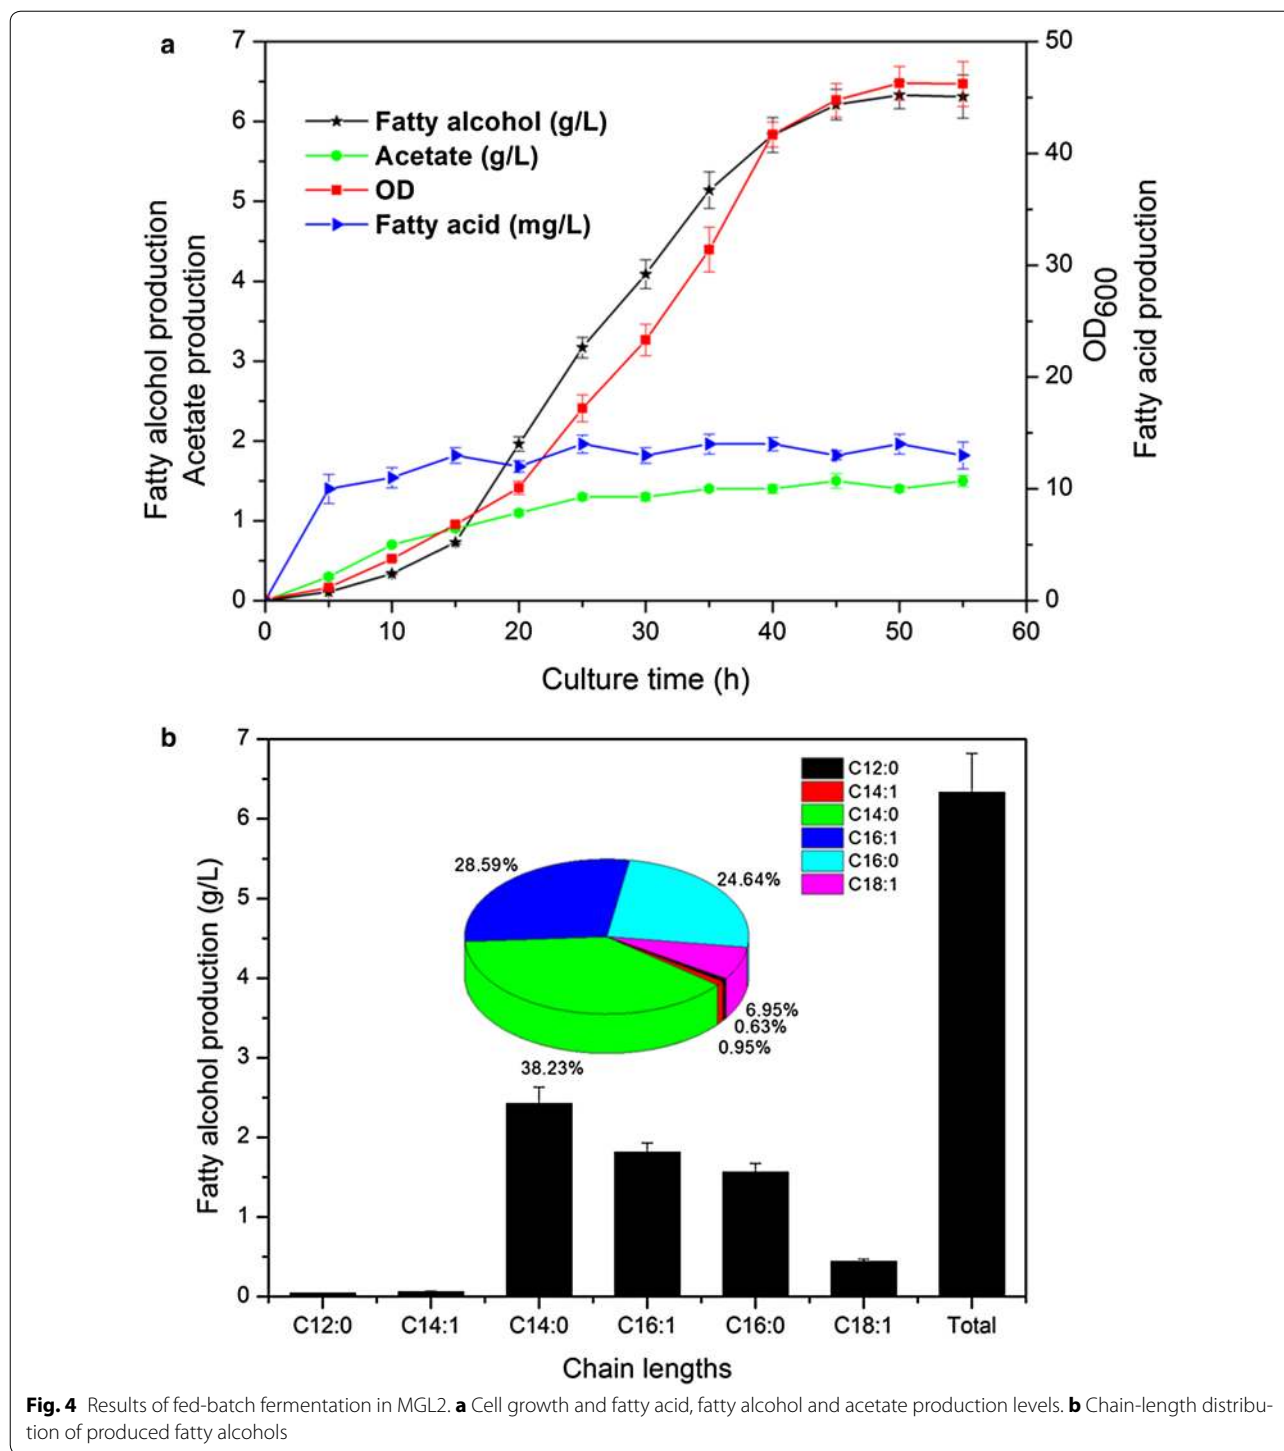 a
7
6
5
4
3
2
1
0
Fatty alcohol production
Acetate production
Fatty alcohol (g/L)
Acetate (g/L)
OD
Fatty acid (mg/L)
50
40
30
20
10
0
OD600
Fatty acid production
0 10 20 30 40 50 60
Culture time (h)
b
7
6
5
4
3
2
1
0
Fatty alcohol production (g/L)
C12:0
C14:1
C14:0
C16:1
C16:0
C18:1
28.59%
24.64%
6.95%
0.63%
0.95%
38.23%
C12:0 C14:1 C14:0 C16:1 C16:0 C18:1 Total
Chain lengths
Fig. 4 Results of fed-batch fermentation in MGL2. a Cell growth and fatty acid, fatty alcohol and acetate production levels. b Chain-length distribu-
tion of produced fatty alcohols